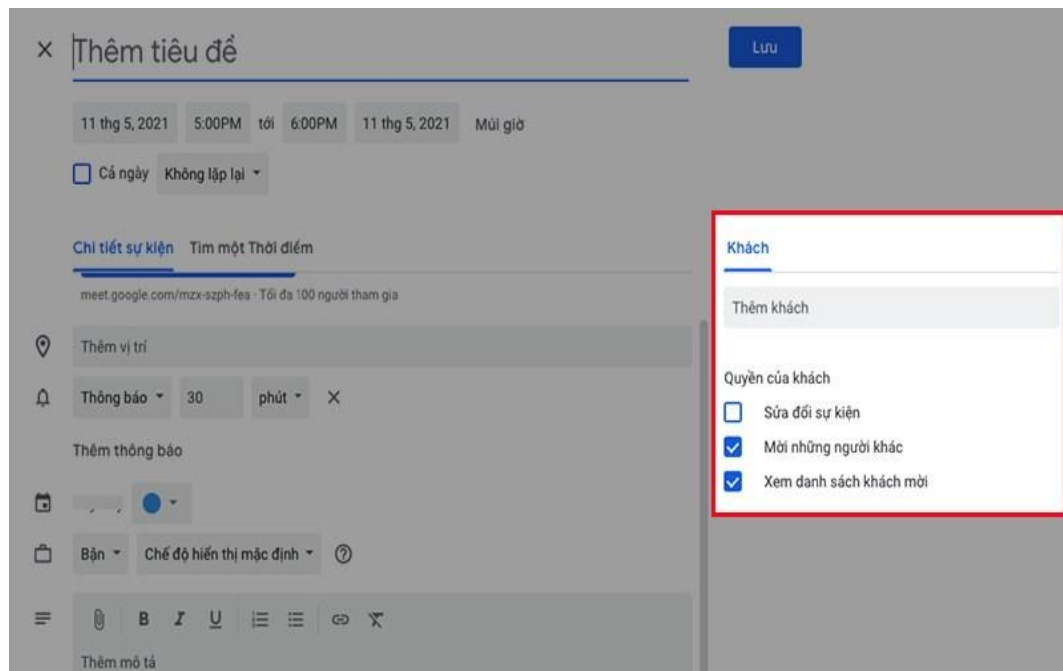 Thêm tiêu đề
Lưu
11 thg 5, 2021 5:00PM tới 6:00PM 11 thg 5, 2021 Múi giờ
Cả ngày Không lặp lại
Chi tiết sự kiện Tìm một Thời điểm
meet.google.com/mzx-szph-fea · Tối đa 100 người tham gia
Thêm vị trí
Thông báo 30 phút
Thêm thông báo
Bận Chế độ hiển thị mặc định
B I U
Thêm mô tả
Khách
Thêm khách
Quyền của khách
Sửa đổi sự kiện
Mời những người khác
Xem danh sách khách mời